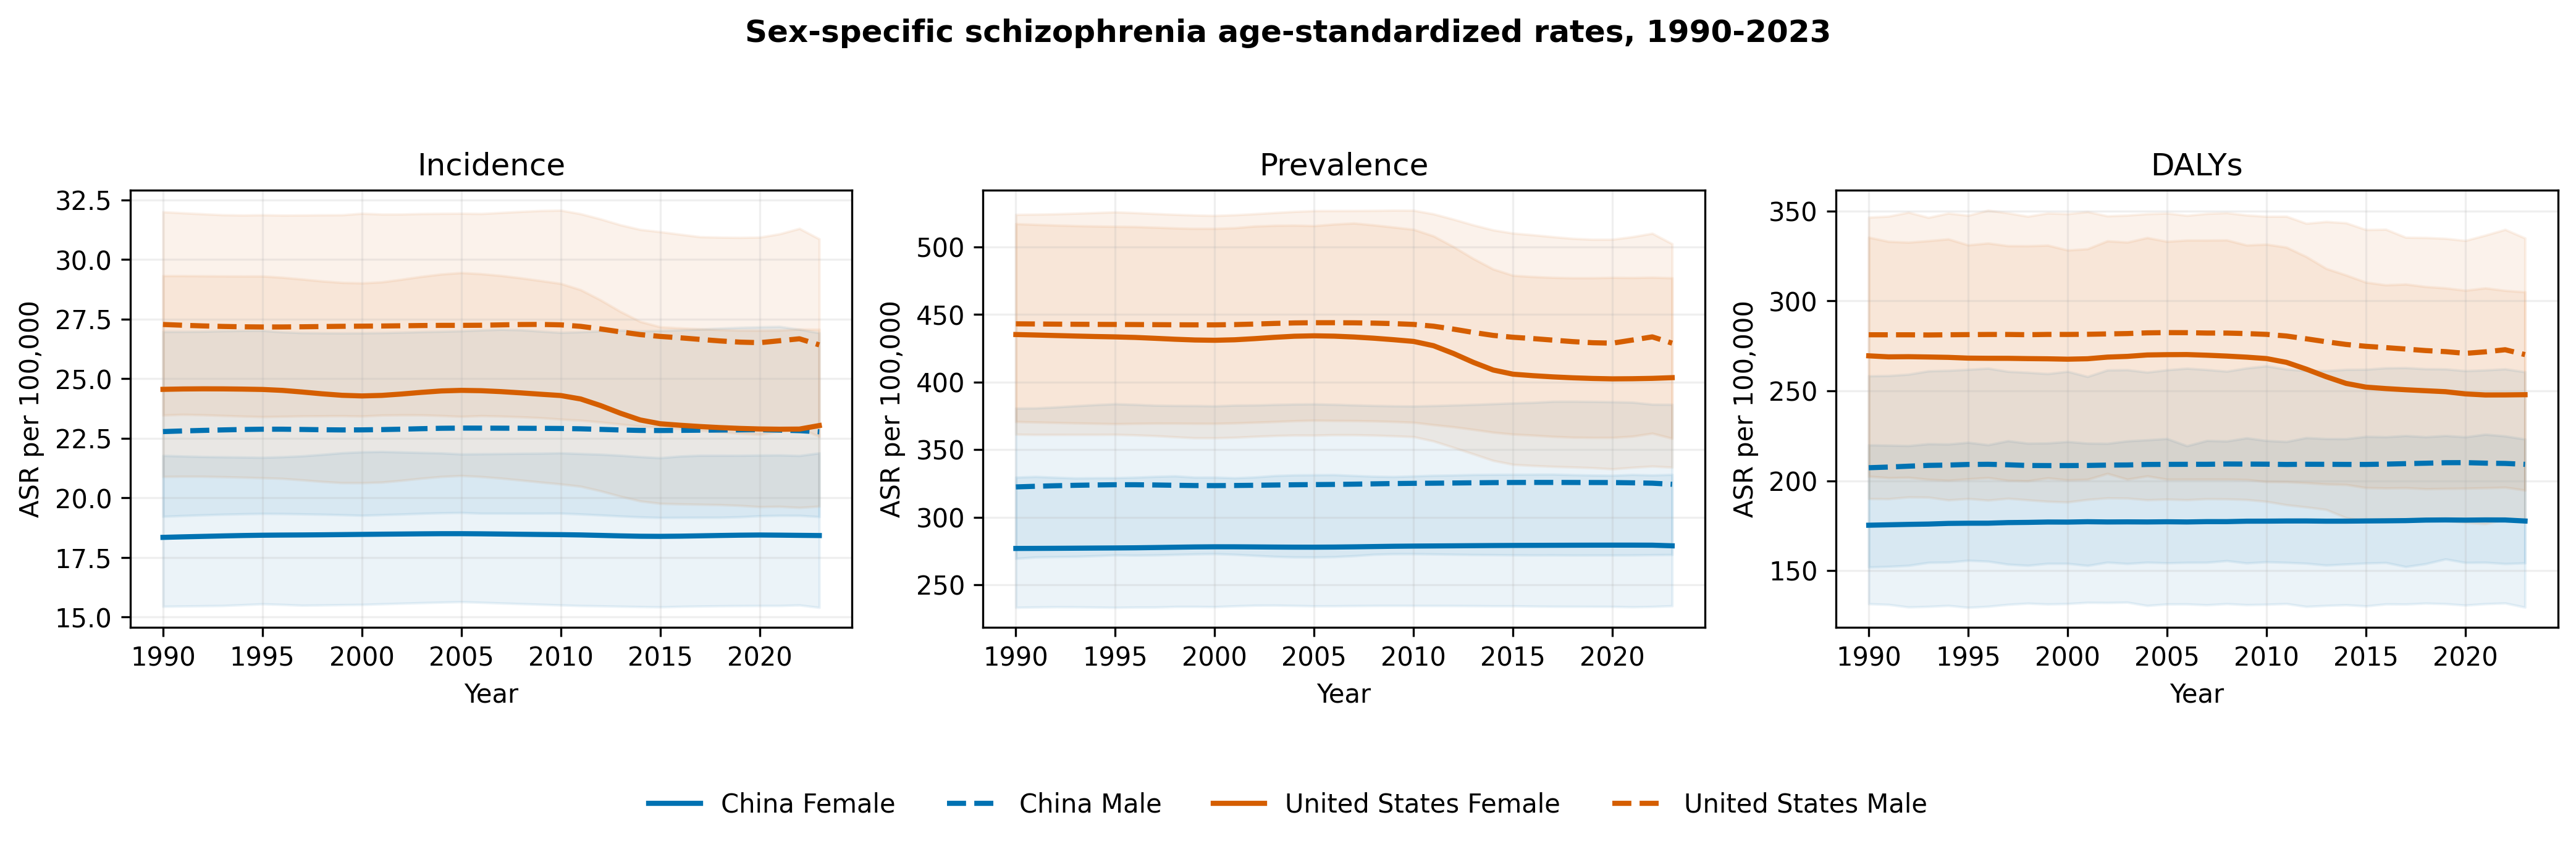 Sex-specific schizophrenia age-standardized rates, 1990-2023
Incidence
ASR per 100,000
32.5
30.0
27.5
25.0
22.5
20.0
17.5
15.0
1990 1995 2000 2005 2010 2015 2020
Year
Prevalence
ASR per 100,000
500
450
400
350
300
250
1990 1995 2000 2005 2010 2015 2020
Year
DALYs
ASR per 100,000
350
300
250
200
150
1990 1995 2000 2005 2010 2015 2020
Year
China Female China Male United States Female United States Male